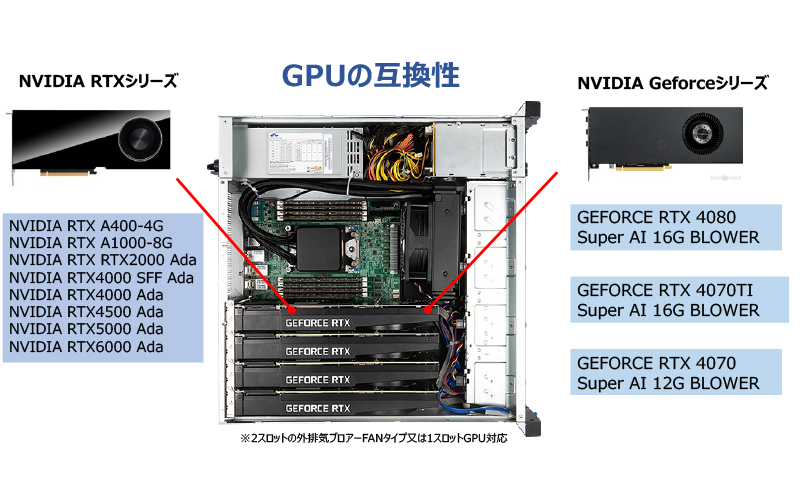 GPUの互換性
NVIDIA RTXシリーズ
NVIDIA RTX A400-4G
NVIDIA RTX A1000-8G
NVIDIA RTX RTX2000 Ada
NVIDIA RTX4000 SFF Ada
NVIDIA RTX4000 Ada
NVIDIA RTX4500 Ada
NVIDIA RTX5000 Ada
NVIDIA RTX6000 Ada
GEFORCE RTX
GEFORCE RTX
GEFORCE RTX
GEFORCE RTX
NVIDIA Geforceシリーズ
GEFORCE RTX 4080
Super AI 16G BLOWER
GEFORCE RTX 4070TI
Super AI 16G BLOWER
GEFORCE RTX 4070
Super AI 12G BLOWER
※2スロットの外排気ブロアーFANタイプ又は1スロットGPU対応